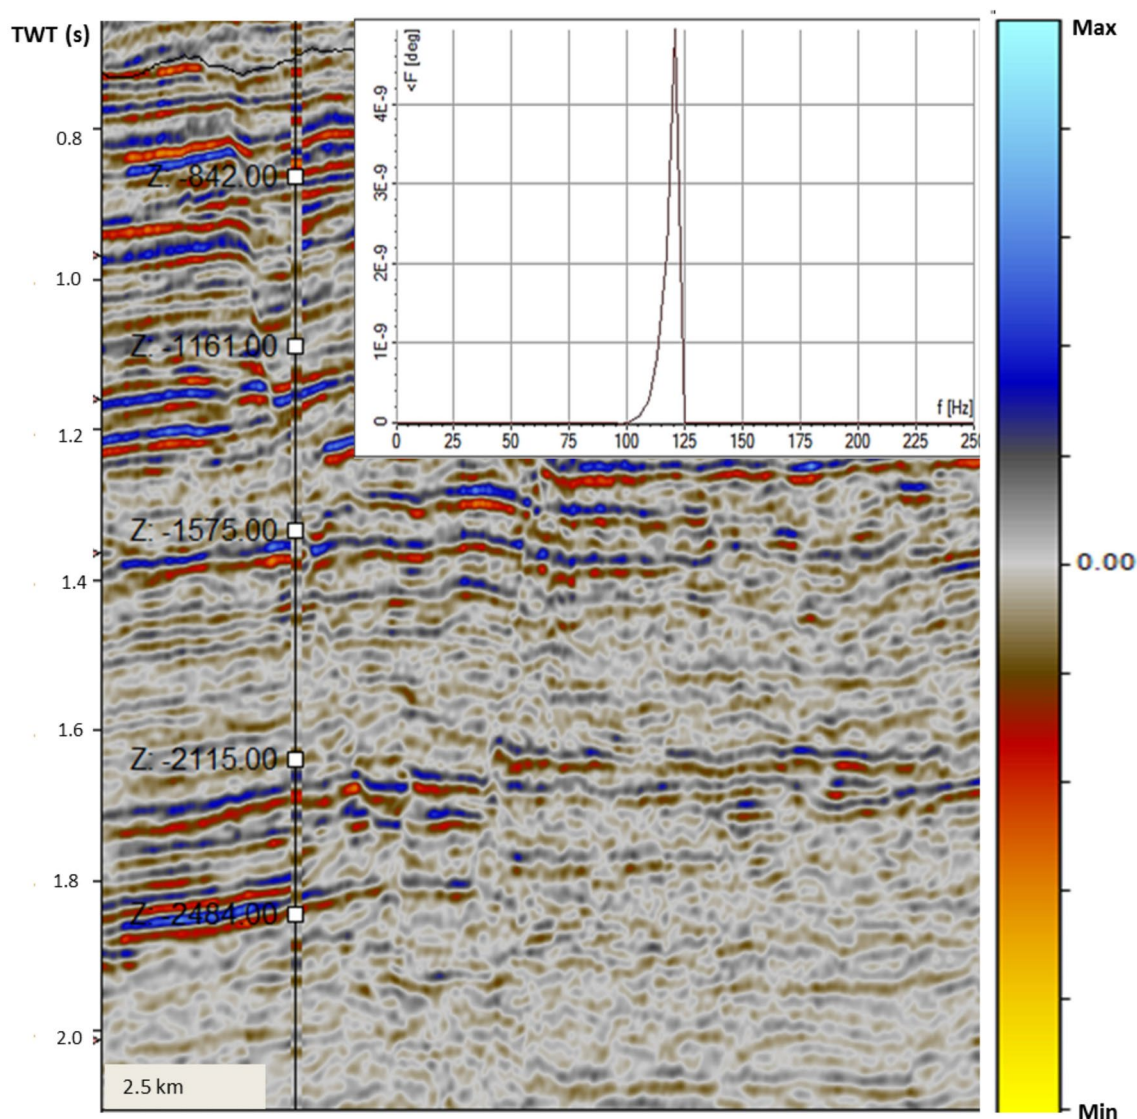 TWT (s)
0.8
1.0
1.2
1.4
1.6
1.8
2.0
Z: -842.00
Z: -1161.00
Z: -1575.00
Z: -2115.00
Z: -2484.00
2.5 km
<F [deg]
4E-9
3E-9
2E-9
1E-9
0
0 25 50 75 100 125 150 175 200 225 25
f [Hz]
Max
0.00
Min